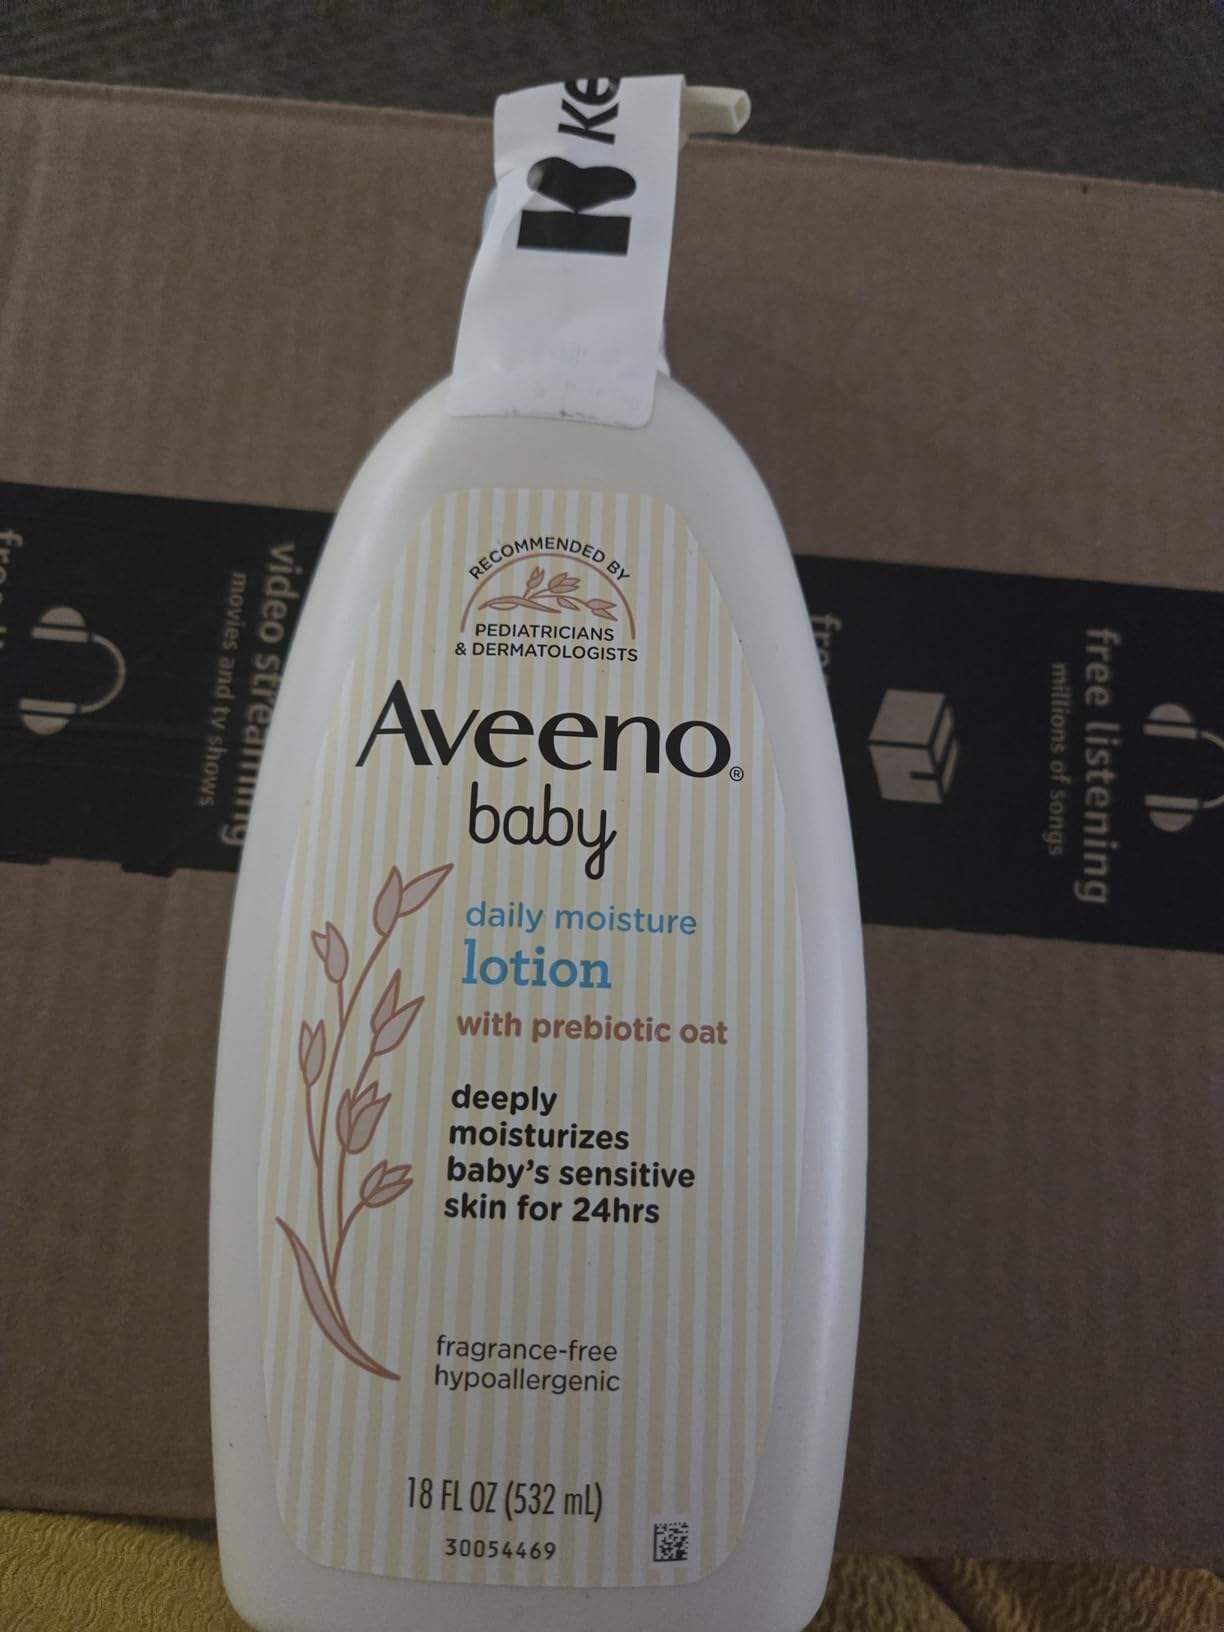 Ke
RECOMMENDED BY
PEDIATRICIANS
& DERMATOLOGISTS
Aveeno®
baby
daily moisture
lotion
with prebiotic oat
deeply
moisturizes
baby's sensitive
skin for 24hrs
fragrance-free
hypoallergenic
18 FL OZ (532 mL)
30054469
video streaming
movies and tv shows
free listening
millions of songs